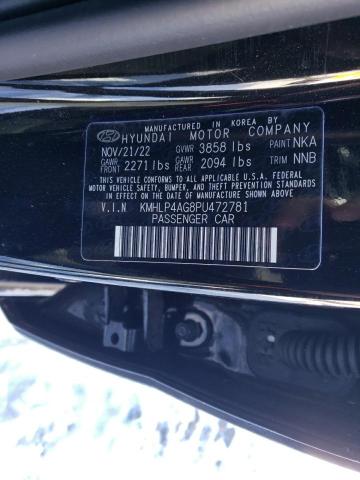 MANUFACTURED IN KOREA BY
HYUNDAI MOTOR COMPANY
NOV/21/22 GVWR 3858 lbs PAINT NKA
GAWR FRONT 2271 lbs GAWR REAR 2094 lbs TRIM NNB
THIS VEHICLE CONFORMS TO ALL APPLICABLE U.S.A. FEDERAL
MOTOR VEHICLE SAFETY, BUMPER, AND THEFT PREVENTION
STANDARDS IN EFFECT ON THE DATE OF MANUFACTURE SHOWN ABOVE.
V.I.N KMHLP4AG8PU472781
PASSENGER CAR